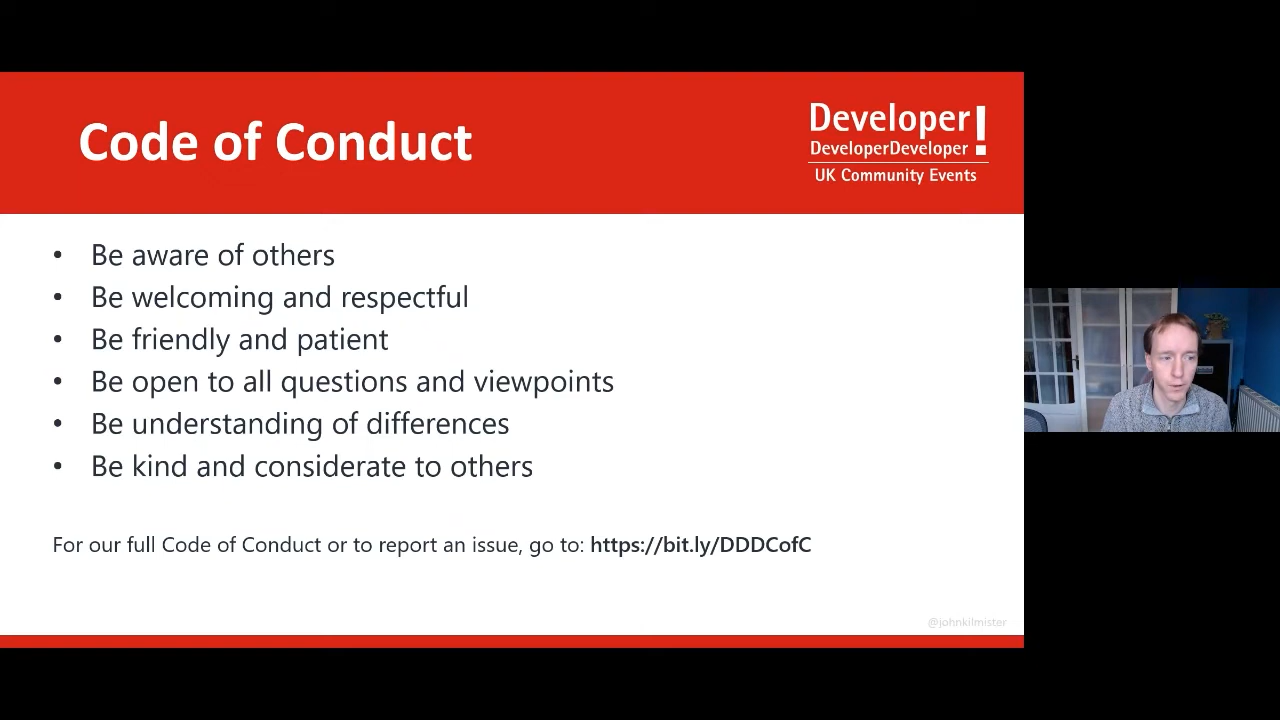 Code of Conduct
Developer!
DeveloperDeveloper
UK Community Events
• Be aware of others
• Be welcoming and respectful
• Be friendly and patient
• Be open to all questions and viewpoints
• Be understanding of differences
• Be kind and considerate to others
For our full Code of Conduct or to report an issue, go to: https://bit.ly/DDDCofC
@johnkilmister